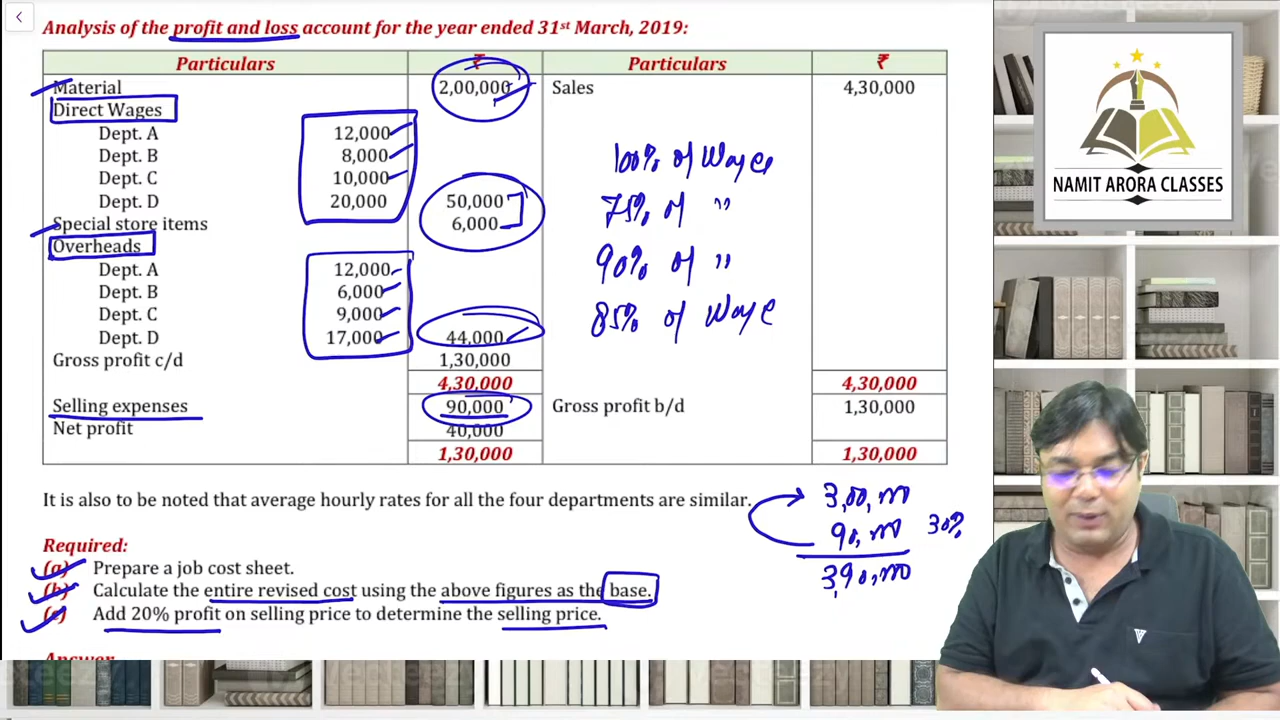 Analysis of the profit and loss account for the year ended 31st March, 2019:
Particulars ₹ Particulars ₹
Material 2,00,000 Sales 4,30,000
Direct Wages
Dept. A 12,000
Dept. B 8,000
Dept. C 10,000
Dept. D 20,000 50,000
Special store items 6,000
Overheads
Dept. A 12,000
Dept. B 6,000
Dept. C 9,000
Dept. D 17,000 44,000
Gross profit c/d 1,30,000
4,30,000 4,30,000
Selling expenses 90,000 Gross profit b/d 1,30,000
Net profit 40,000
1,30,000 1,30,000
100% of Wages
75% of "
90% of "
85% of Wage
It is also to be noted that average hourly rates for all the four departments are similar.
3,00,000
90,000 30%
3,90,000
Required:
(a) Prepare a job cost sheet.
(b) Calculate the entire revised cost using the above figures as the base.
(c) Add 20% profit on selling price to determine the selling price.
NAMIT ARORA CLASSES